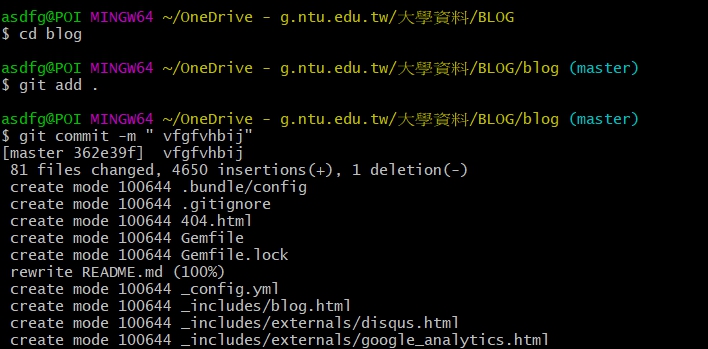 asdfg@POI MINGW64 ~/OneDrive - g.ntu.edu.tw/大學資料/BLOG
$ cd blog
asdfg@POI MINGW64 ~/OneDrive - g.ntu.edu.tw/大學資料/BLOG/blog (master)
$ git add .
asdfg@POI MINGW64 ~/OneDrive - g.ntu.edu.tw/大學資料/BLOG/blog (master)
$ git commit -m " vfgfvhbij"
[master 362e39f]  vfgfvhbij
 81 files changed, 4650 insertions(+), 1 deletion(-)
 create mode 100644 .bundle/config
 create mode 100644 .gitignore
 create mode 100644 404.html
 create mode 100644 Gemfile
 create mode 100644 Gemfile.lock
 rewrite README.md (100%)
 create mode 100644 _config.yml
 create mode 100644 _includes/blog.html
 create mode 100644 _includes/externals/disqus.html
 create mode 100644 _includes/externals/google_analytics.html